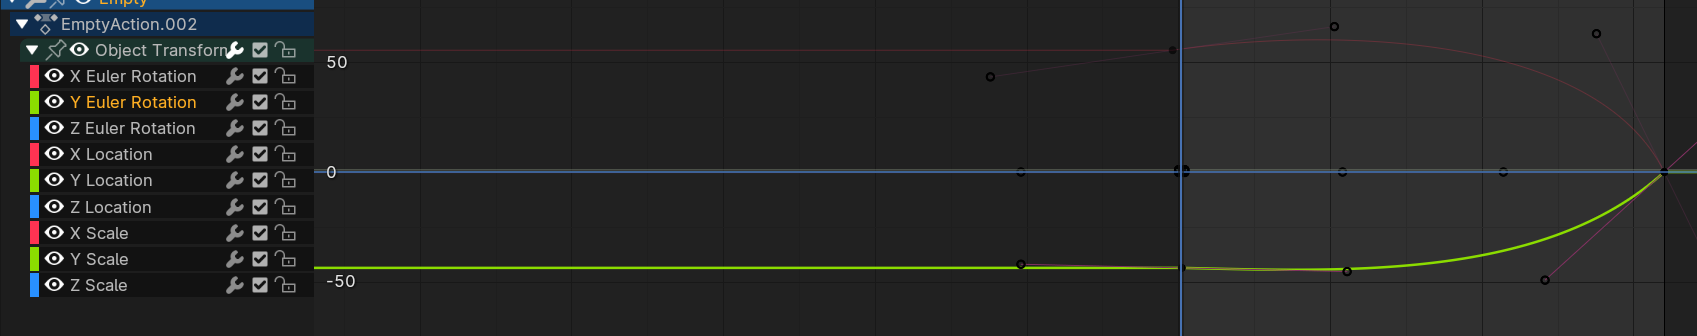 Empty
EmptyAction.002
Object Transform
X Euler Rotation
Y Euler Rotation
Z Euler Rotation
X Location
Y Location
Z Location
X Scale
Y Scale
Z Scale
50
0
-50